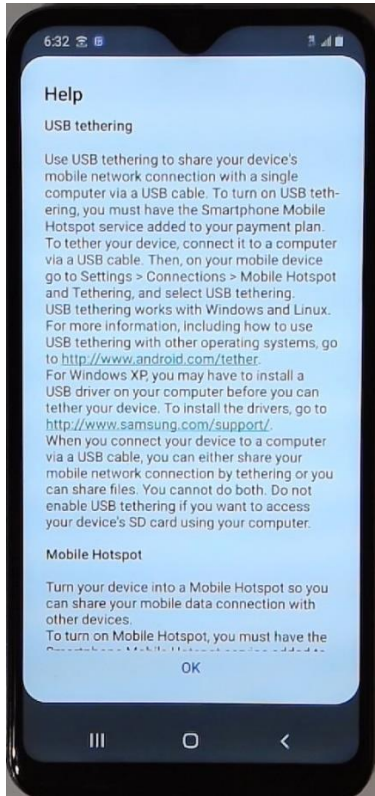 6:32
Help
USB tethering
Use USB tethering to share your device's
mobile network connection with a single
computer via a USB cable. To turn on USB teth-
ering, you must have the Smartphone Mobile
Hotspot service added to your payment plan.
To tether your device, connect it to a computer
via a USB cable. Then, on your mobile device
go to Settings > Connections > Mobile Hotspot
and Tethering, and select USB tethering.
USB tethering works with Windows and Linux.
For more information, including how to use
USB tethering with other operating systems, go
to http://www.android.com/tether.
For Windows XP, you may have to install a
USB driver on your computer before you can
tether your device. To install the drivers, go to
http://www.samsung.com/support/.
When you connect your device to a computer
via a USB cable, you can either share your
mobile network connection by tethering or you
can share files. You cannot do both. Do not
enable USB tethering if you want to access
your device's SD card using your computer.
Mobile Hotspot
Turn your device into a Mobile Hotspot so you
can share your mobile data connection with
other devices.
To turn on Mobile Hotspot, you must have the
OK